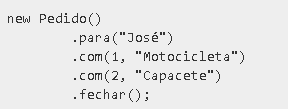 new Pedido()
        .para("José")
        .com(1, "Motocicleta")
        .com(2, "Capacete")
        .fechar();